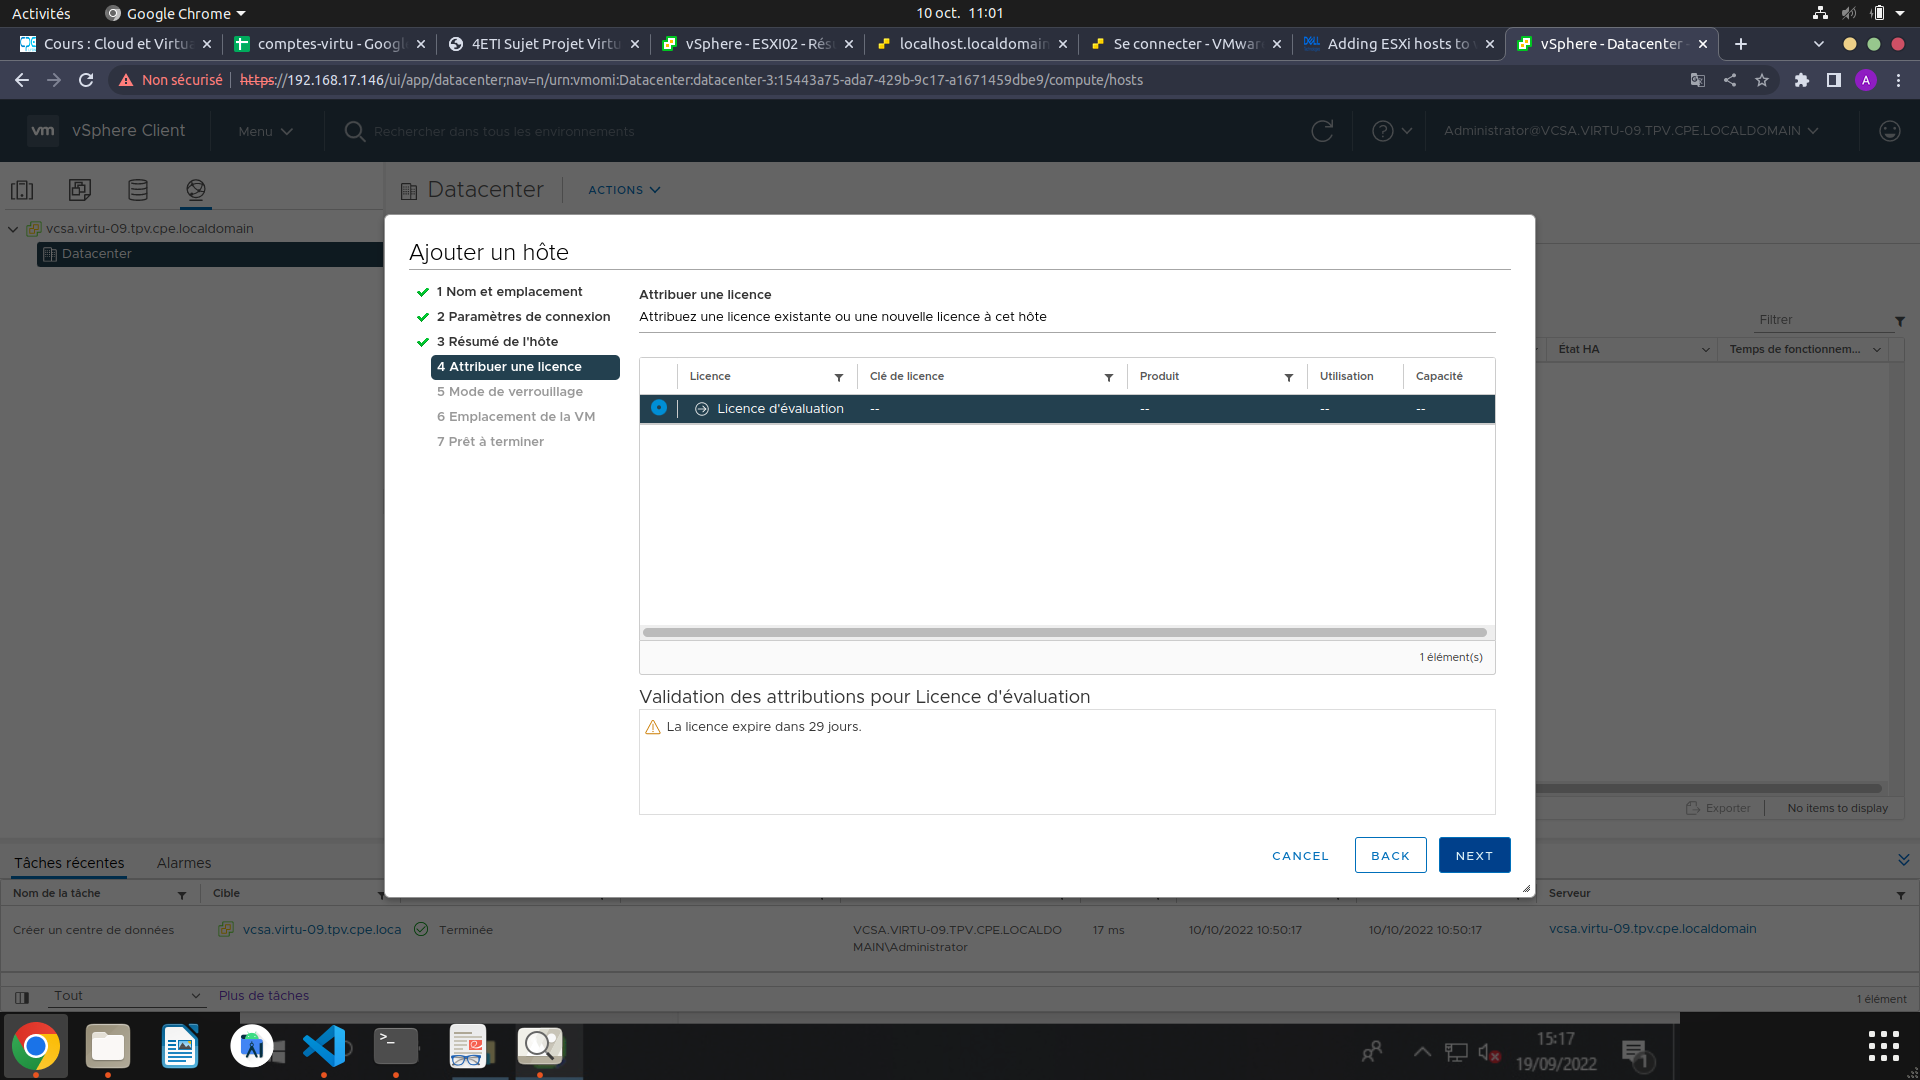 Activités
Google Chrome
10 oct. 11:01
Cours : Cloud et Virtua
comptes-virtu - Google
4ETI Sujet Projet Virtu
vSphere - ESXI02 - Rés
localhost.localdomain
Se connecter - VMware
Adding ESXi hosts to
vSphere - Datacenter -
Non sécurisé
https://192.168.17.146/ui/app/datacenter;nav=n/urn:vmomi:Datacenter:datacenter-3:15443a75-ada7-429b-9c17-a1671459dbe9/compute/hosts
A
vm
vSphere Client
Menu
Rechercher dans tous les environnements
Administrator@VCSA.VIRTU-09.TPV.CPE.LOCALDOMAIN
Datacenter
ACTIONS
vcsa.virtu-09.tpv.cpe.localdomain
Datacenter
Ajouter un hôte
1 Nom et emplacement
2 Paramètres de connexion
3 Résumé de l'hôte
4 Attribuer une licence
5 Mode de verrouillage
6 Emplacement de la VM
7 Prêt à terminer
Attribuer une licence
Attribuez une licence existante ou une nouvelle licence à cet hôte
Licence
Clé de licence
Produit
Utilisation
Capacité
Licence d'évaluation
--
--
--
--
1 élément(s)
Validation des attributions pour Licence d'évaluation
La licence expire dans 29 jours.
CANCEL
BACK
NEXT
Filtrer
État HA
Temps de fonctionnem...
Exporter
No items to display
Tâches récentes
Alarmes
Nom de la tâche
Cible
Serveur
Créer un centre de données
vcsa.virtu-09.tpv.cpe.loca
Terminée
VCSA.VIRTU-09.TPV.CPE.LOCALDO
MAIN\Administrator
17 ms
10/10/2022 10:50:17
10/10/2022 10:50:17
vcsa.virtu-09.tpv.cpe.localdomain
Tout
Plus de tâches
1 élément
15:17
19/09/2022
1